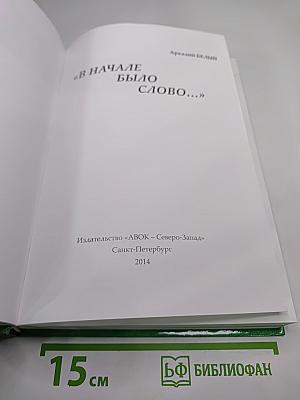 Аркадий БЕЛЫЙ
«В НАЧАЛЕ
БЫЛО
СЛОВО...»
Издательство «АВОК – Северо-Запад»
Санкт-Петербург
2014
15 см
БФ БИБЛИОФАН